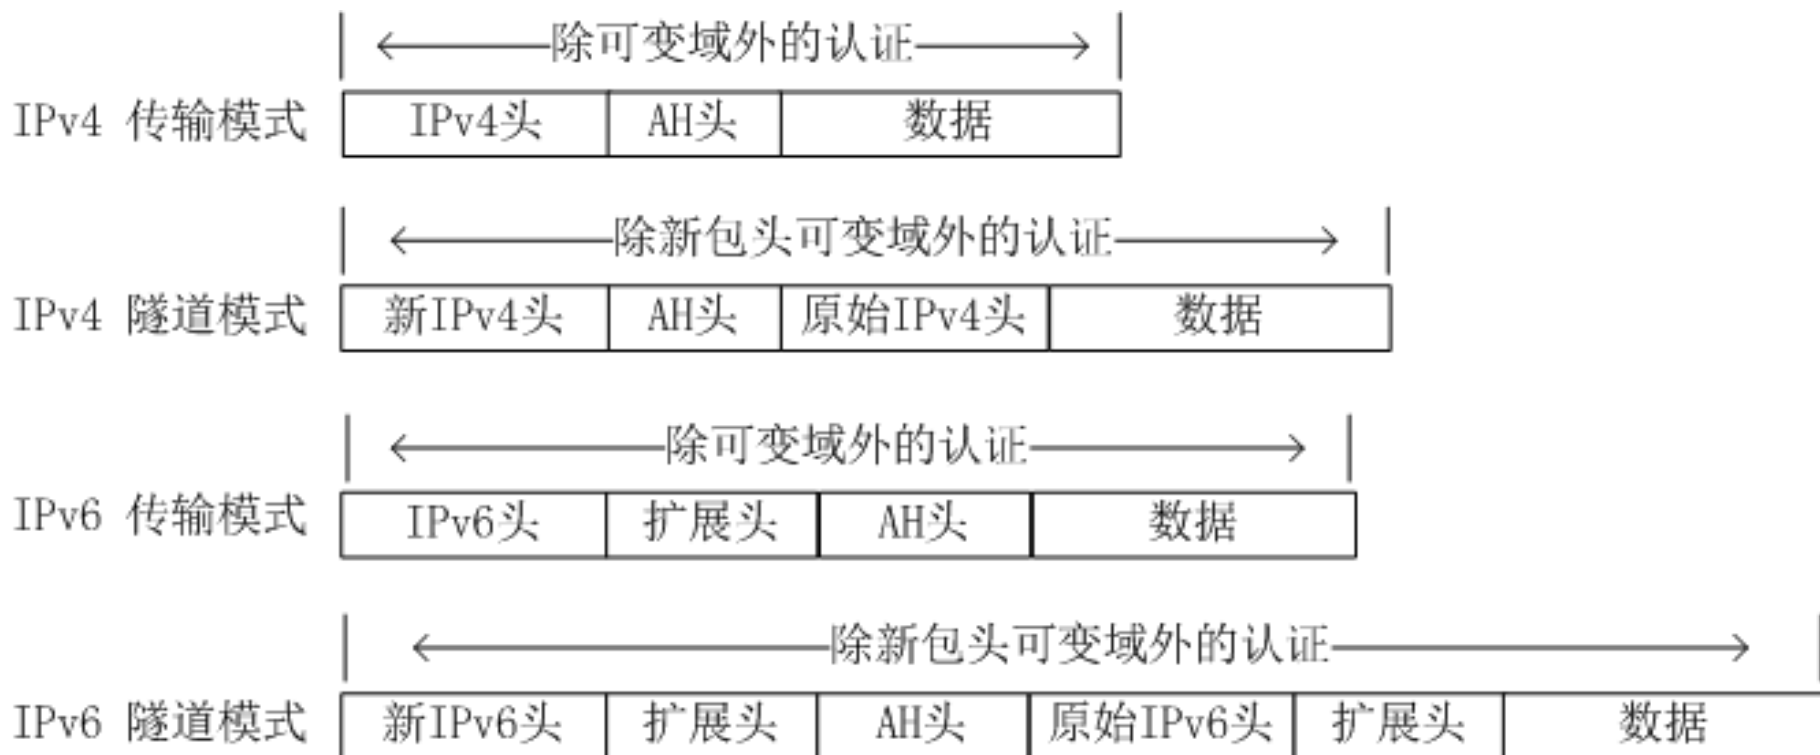 除可变域外的认证
IPv4 传输模式 IPv4头 AH头 数据
除新包头可变域外的认证
IPv4 隧道模式 新IPv4头 AH头 原始IPv4头 数据
除可变域外的认证
IPv6 传输模式 IPv6头 扩展头 AH头 数据
除新包头可变域外的认证
IPv6 隧道模式 新IPv6头 扩展头 AH头 原始IPv6头 扩展头 数据